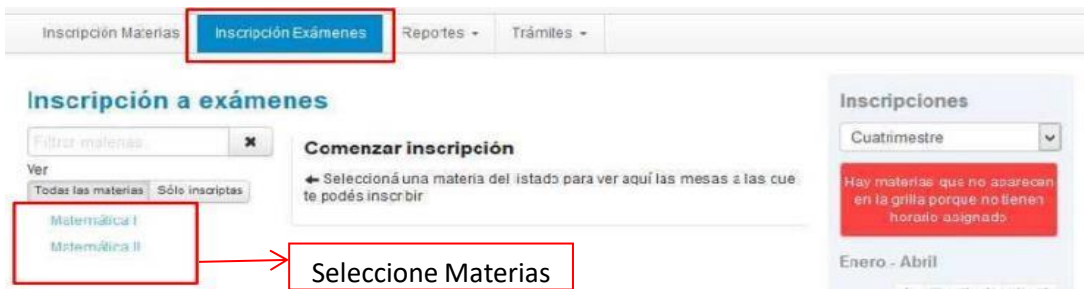 Inscripción Materias Inscripción Exámenes Reportes Trámites
Inscripción a exámenes
Filtrar materias
Ver
Todas las materias Sólo inscriptas
Matemática I
Matemática II
Comenzar inscripción
Seleccioná una materia del listado para ver aquí las mesas a las que
te podés inscribir
Seleccione Materias
Inscripciones
Cuatrimestre
Hay materias que no aparecen
en la grilla porque no tienen
horario asignado
Enero - Abril